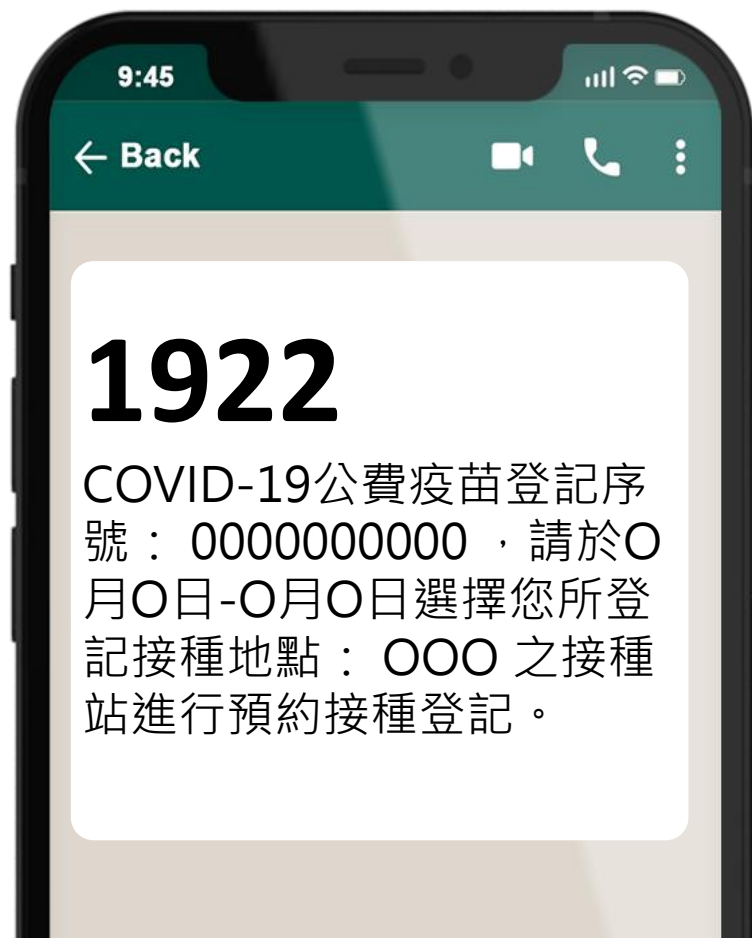 9:45
← Back
1922
COVID-19公費疫苗登記序
號： 0000000000 ，請於O
月O日-O月O日選擇您所登
記接種地點： OOO 之接種
站進行預約接種登記。